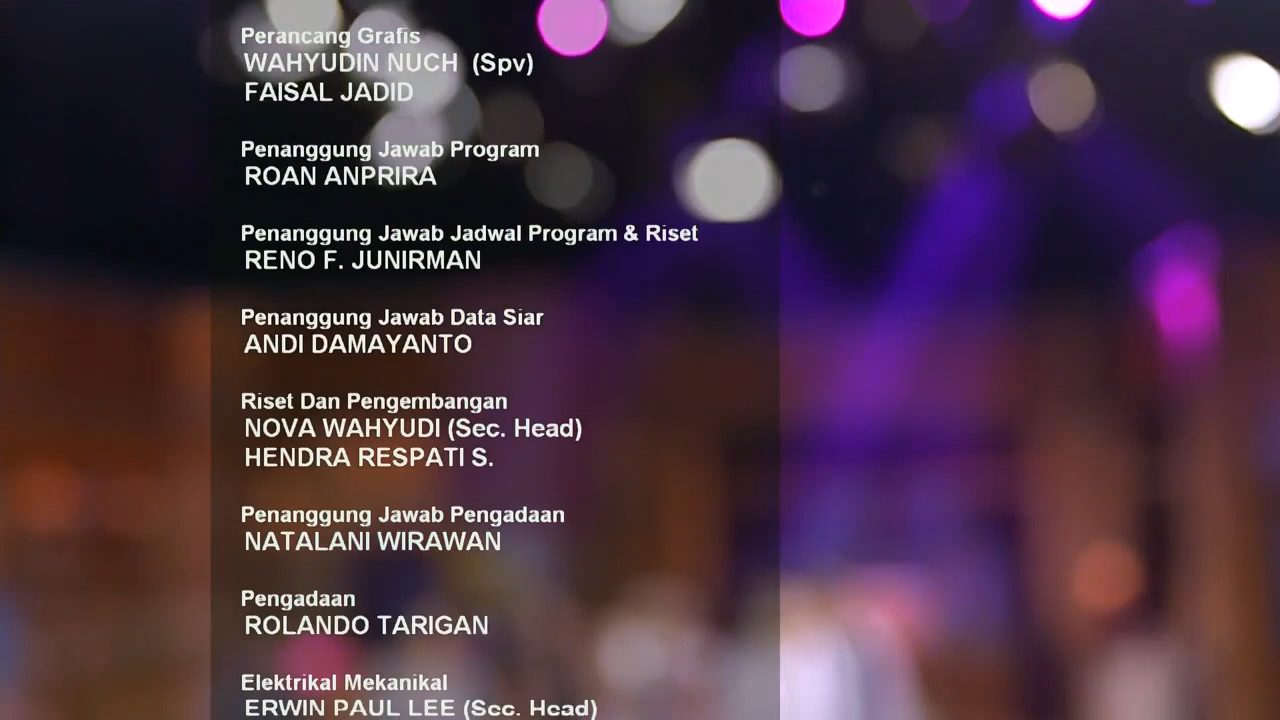 Perancang Grafis
WAHYUDIN NUCH (Spv)
FAISAL JADID
Penanggung Jawab Program
ROAN ANPRIRA
Penanggung Jawab Jadwal Program & Riset
RENO F. JUNIRMAN
Penanggung Jawab Data Siar
ANDI DAMAYANTO
Riset Dan Pengembangan
NOVA WAHYUDI (Sec. Head)
HENDRA RESPATI S.
Penanggung Jawab Pengadaan
NATALANI WIRAWAN
Pengadaan
ROLANDO TARIGAN
Elektrikal Mekanikal
ERWIN PAUL LEE (Sec. Head)